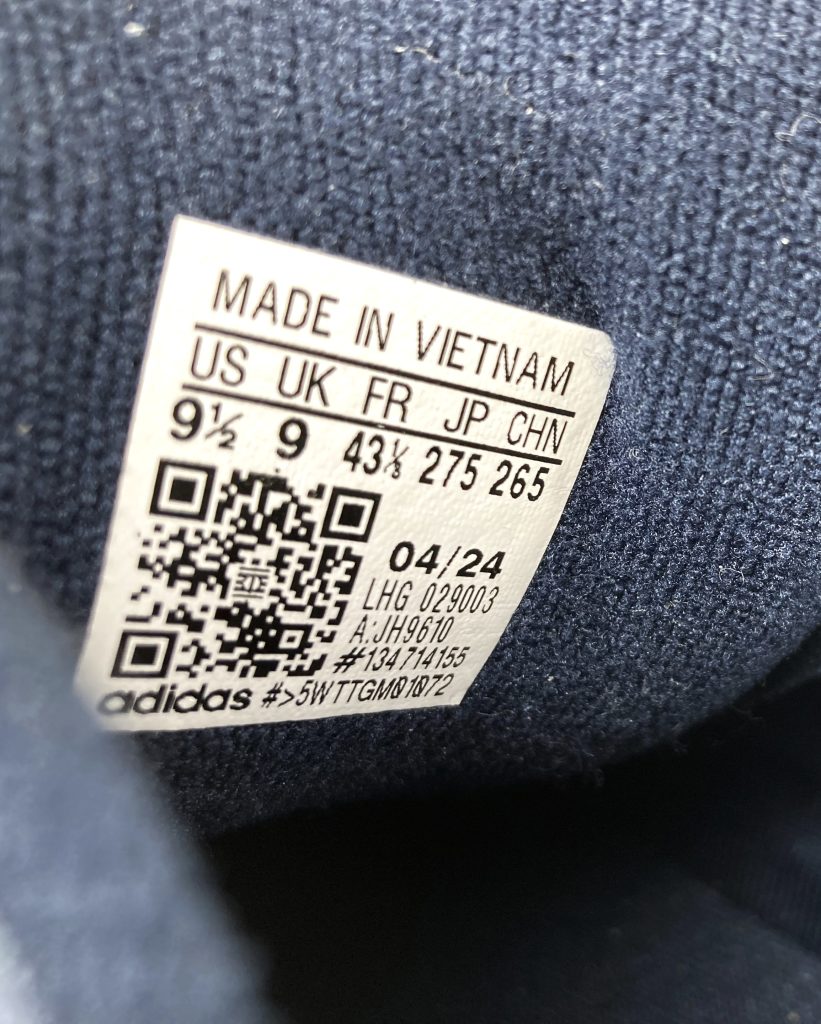 MADE IN VIETNAM
US UK FR JP CHN
9½ 9 43⅓ 275 265
04/24
LHG 029003
A:JH9610
#134714155
adidas #>5WTTGM01072